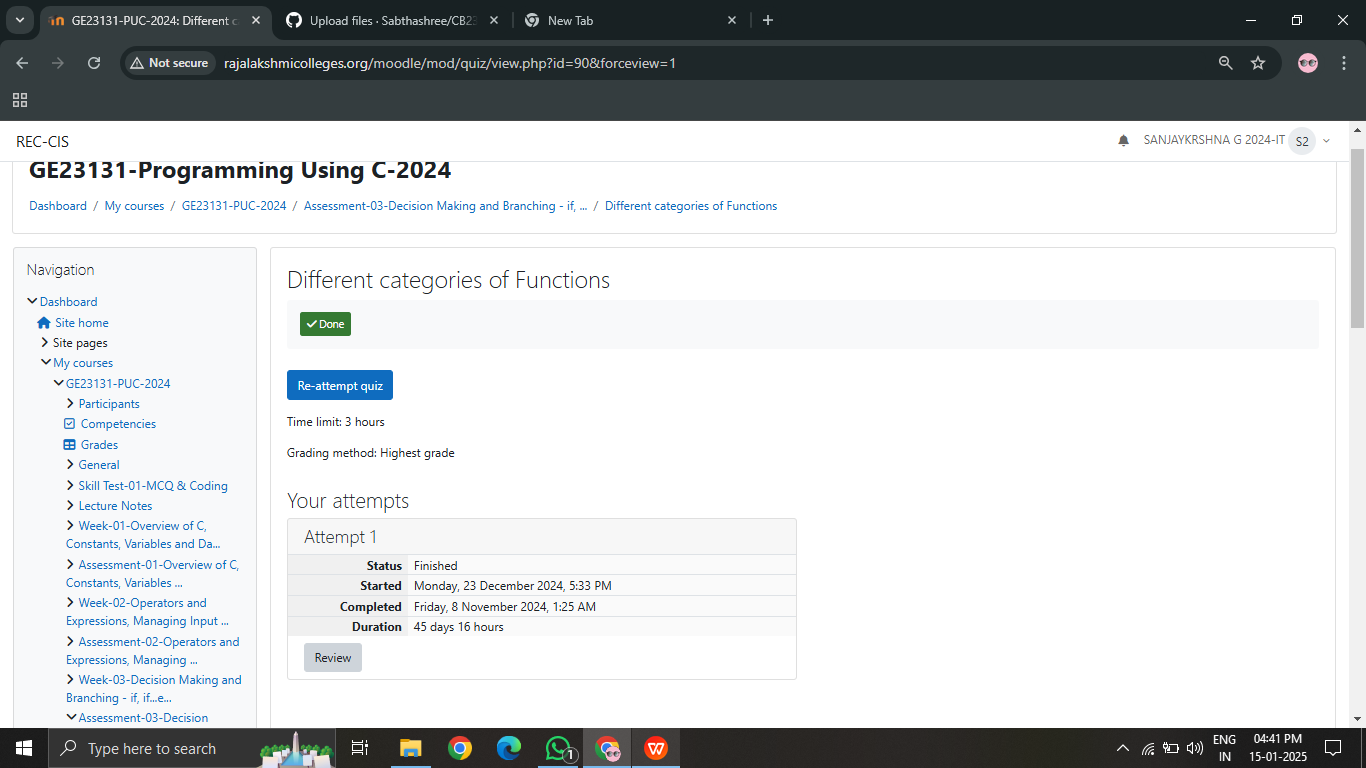 GE23131-PUC-2024: Different c
Upload files · Sabthashree/CB23
New Tab
Not secure
rajalakshmicolleges.org/moodle/mod/quiz/view.php?id=90&forceview=1
REC-CIS
SANJAYKRSHNA G 2024-IT S2
GE23131-Programming Using C-2024
Dashboard / My courses / GE23131-PUC-2024 / Assessment-03-Decision Making and Branching - if, ... / Different categories of Functions
Navigation
Dashboard
Site home
Site pages
My courses
GE23131-PUC-2024
Participants
Competencies
Grades
General
Skill Test-01-MCQ & Coding
Lecture Notes
Week-01-Overview of C,
Constants, Variables and Da...
Assessment-01-Overview of C,
Constants, Variables ...
Week-02-Operators and
Expressions, Managing Input ...
Assessment-02-Operators and
Expressions, Managing ...
Week-03-Decision Making and
Branching - if, if...e...
Assessment-03-Decision
Different categories of Functions
Done
Re-attempt quiz
Time limit: 3 hours
Grading method: Highest grade
Your attempts
Attempt 1
Status Finished
Started Monday, 23 December 2024, 5:33 PM
Completed Friday, 8 November 2024, 1:25 AM
Duration 45 days 16 hours
Review
Type here to search
1
ENG
IN
04:41 PM
15-01-2025